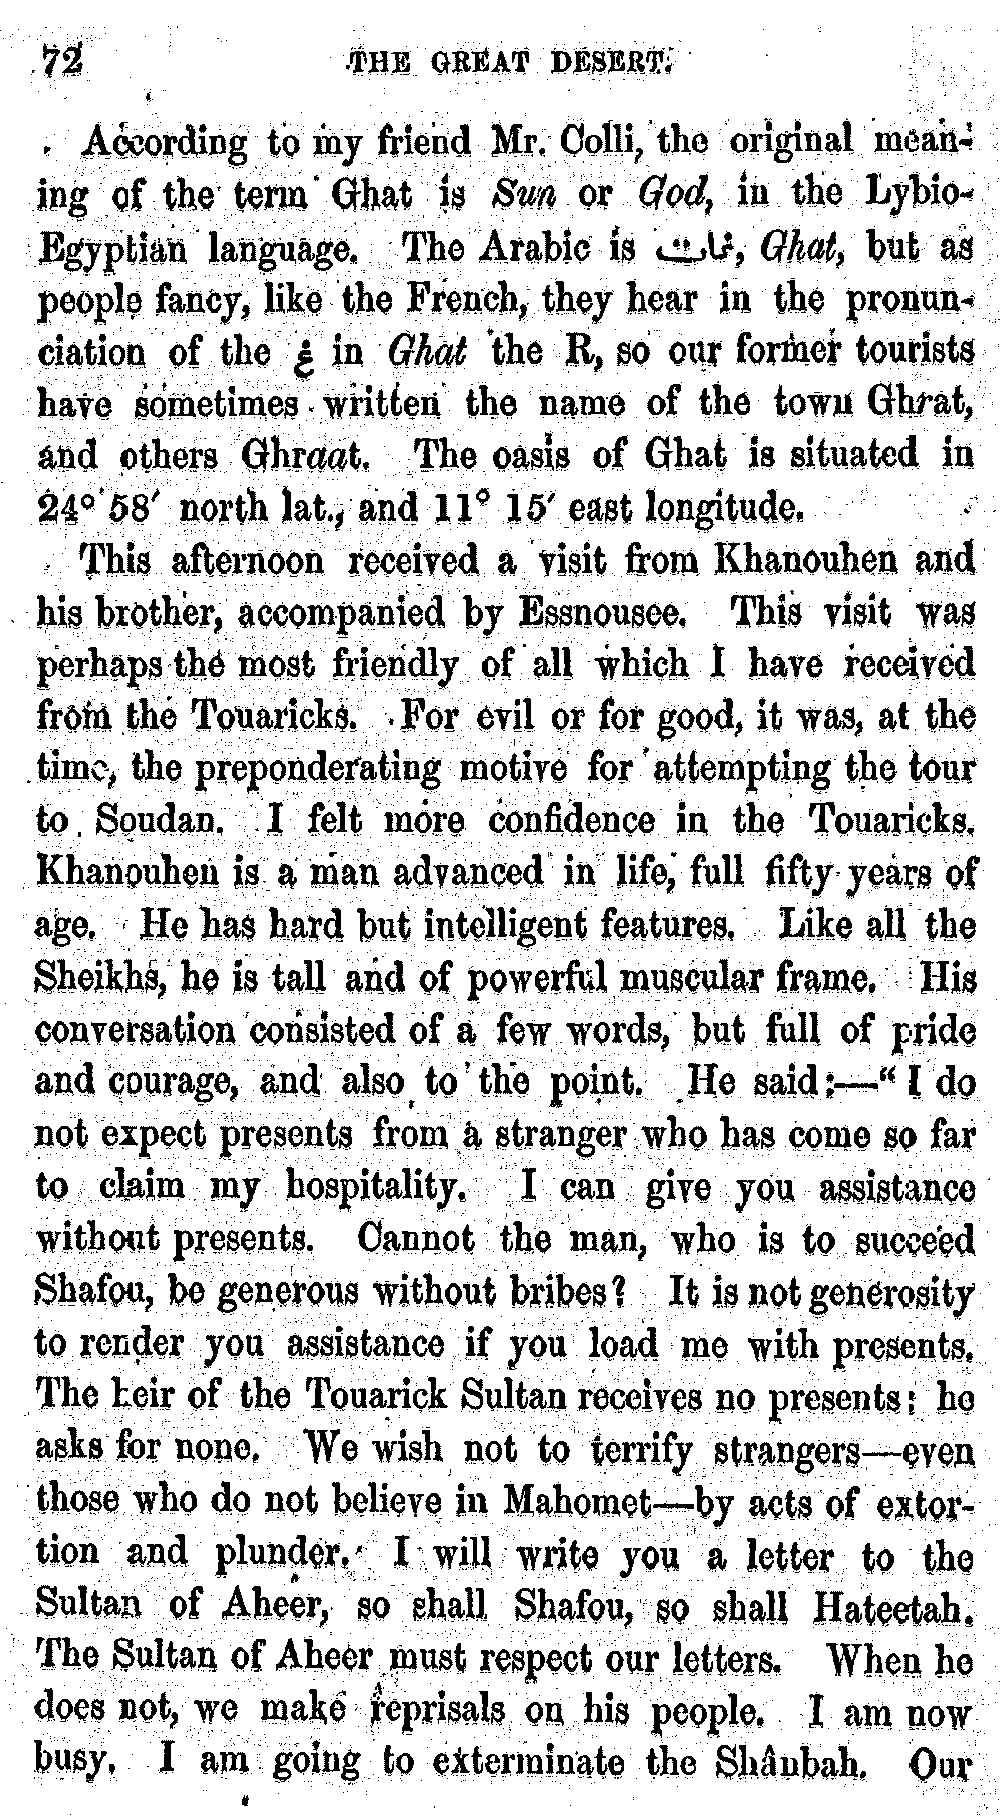 72 THE GREAT DESERT.
According to my friend Mr. Colli, the original mean-
ing of the term Ghat is Sun or God, in the Lybio-
Egyptian language. The Arabic is غات, Ghat, but as
people fancy, like the French, they hear in the pronun-
ciation of the غ in Ghat the R, so our former tourists
have sometimes written the name of the town Ghrat,
and others Ghraat. The oasis of Ghat is situated in
24° 58′ north lat., and 11° 15′ east longitude.
This afternoon received a visit from Khanouhen and
his brother, accompanied by Essnousee. This visit was
perhaps the most friendly of all which I have received
from the Touaricks. For evil or for good, it was, at the
time, the preponderating motive for attempting the tour
to Soudan. I felt more confidence in the Touaricks.
Khanouhen is a man advanced in life, full fifty years of
age. He has hard but intelligent features. Like all the
Sheikhs, he is tall and of powerful muscular frame. His
conversation consisted of a few words, but full of pride
and courage, and also to the point. He said:—“I do
not expect presents from a stranger who has come so far
to claim my hospitality. I can give you assistance
without presents. Cannot the man, who is to succeed
Shafou, be generous without bribes? It is not generosity
to render you assistance if you load me with presents.
The heir of the Touarick Sultan receives no presents; he
asks for none. We wish not to terrify strangers—even
those who do not believe in Mahomet—by acts of extor-
tion and plunder. I will write you a letter to the
Sultan of Aheer, so shall Shafou, so shall Hateetah.
The Sultan of Aheer must respect our letters. When he
does not, we make reprisals on his people. I am now
busy. I am going to exterminate the Shânbah. Our